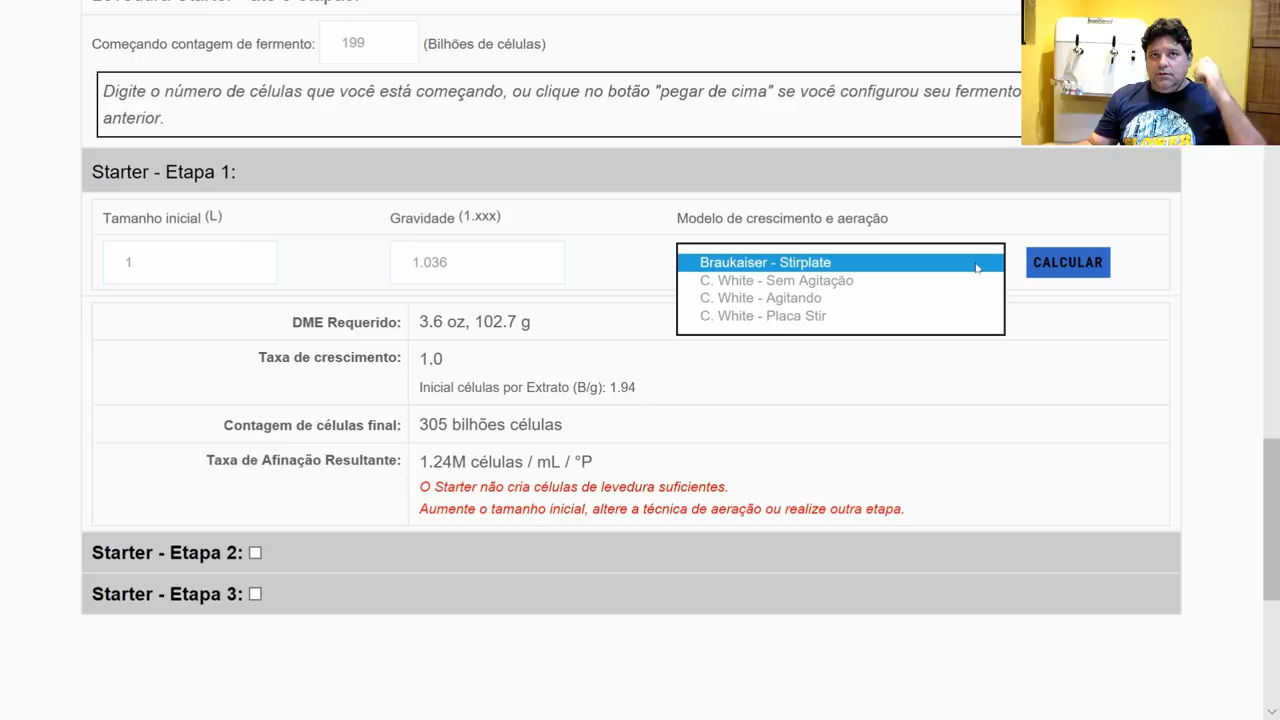 Começando contagem de fermento: 199 (Bilhões de células)
Digite o número de células que você está começando, ou clique no botão "pegar de cima" se você configurou seu fermento
anterior.
Starter - Etapa 1:
Tamanho inicial (L) Gravidade (1.xxx) Modelo de crescimento e aeração
1 1.036 Braukaiser - Stirplate CALCULAR
C. White - Sem Agitação
C. White - Agitando
C. White - Placa Stir
DME Requerido: 3.6 oz, 102.7 g
Taxa de crescimento: 1.0
Inicial células por Extrato (B/g): 1.94
Contagem de células final: 305 bilhões células
Taxa de Afinação Resultante: 1.24M células / mL / °P
O Starter não cria células de levedura suficientes.
Aumente o tamanho inicial, altere a técnica de aeração ou realize outra etapa.
Starter - Etapa 2:
Starter - Etapa 3: